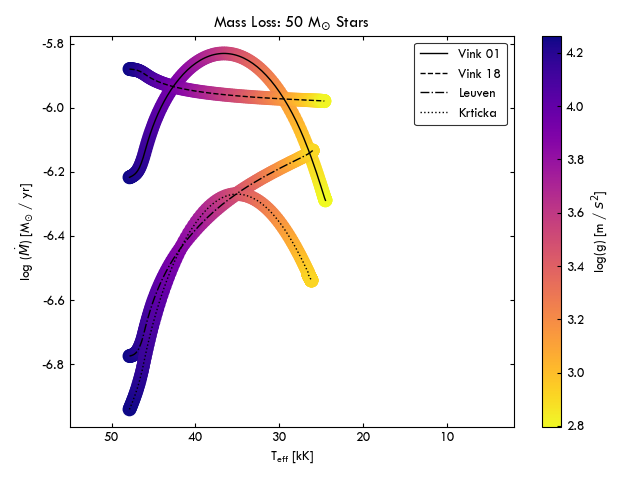 Mass Loss: 50 M⊙ Stars
Vink 01
Vink 18
Leuven
Krticka
-5.8
-6.0
-6.2
-6.4
-6.6
-6.8
log (Ṁ) [M⊙ / yr]
50
40
30
20
10
T_eff [kK]
4.2
4.0
3.8
3.6
3.4
3.2
3.0
2.8
log(g) [m / s²]